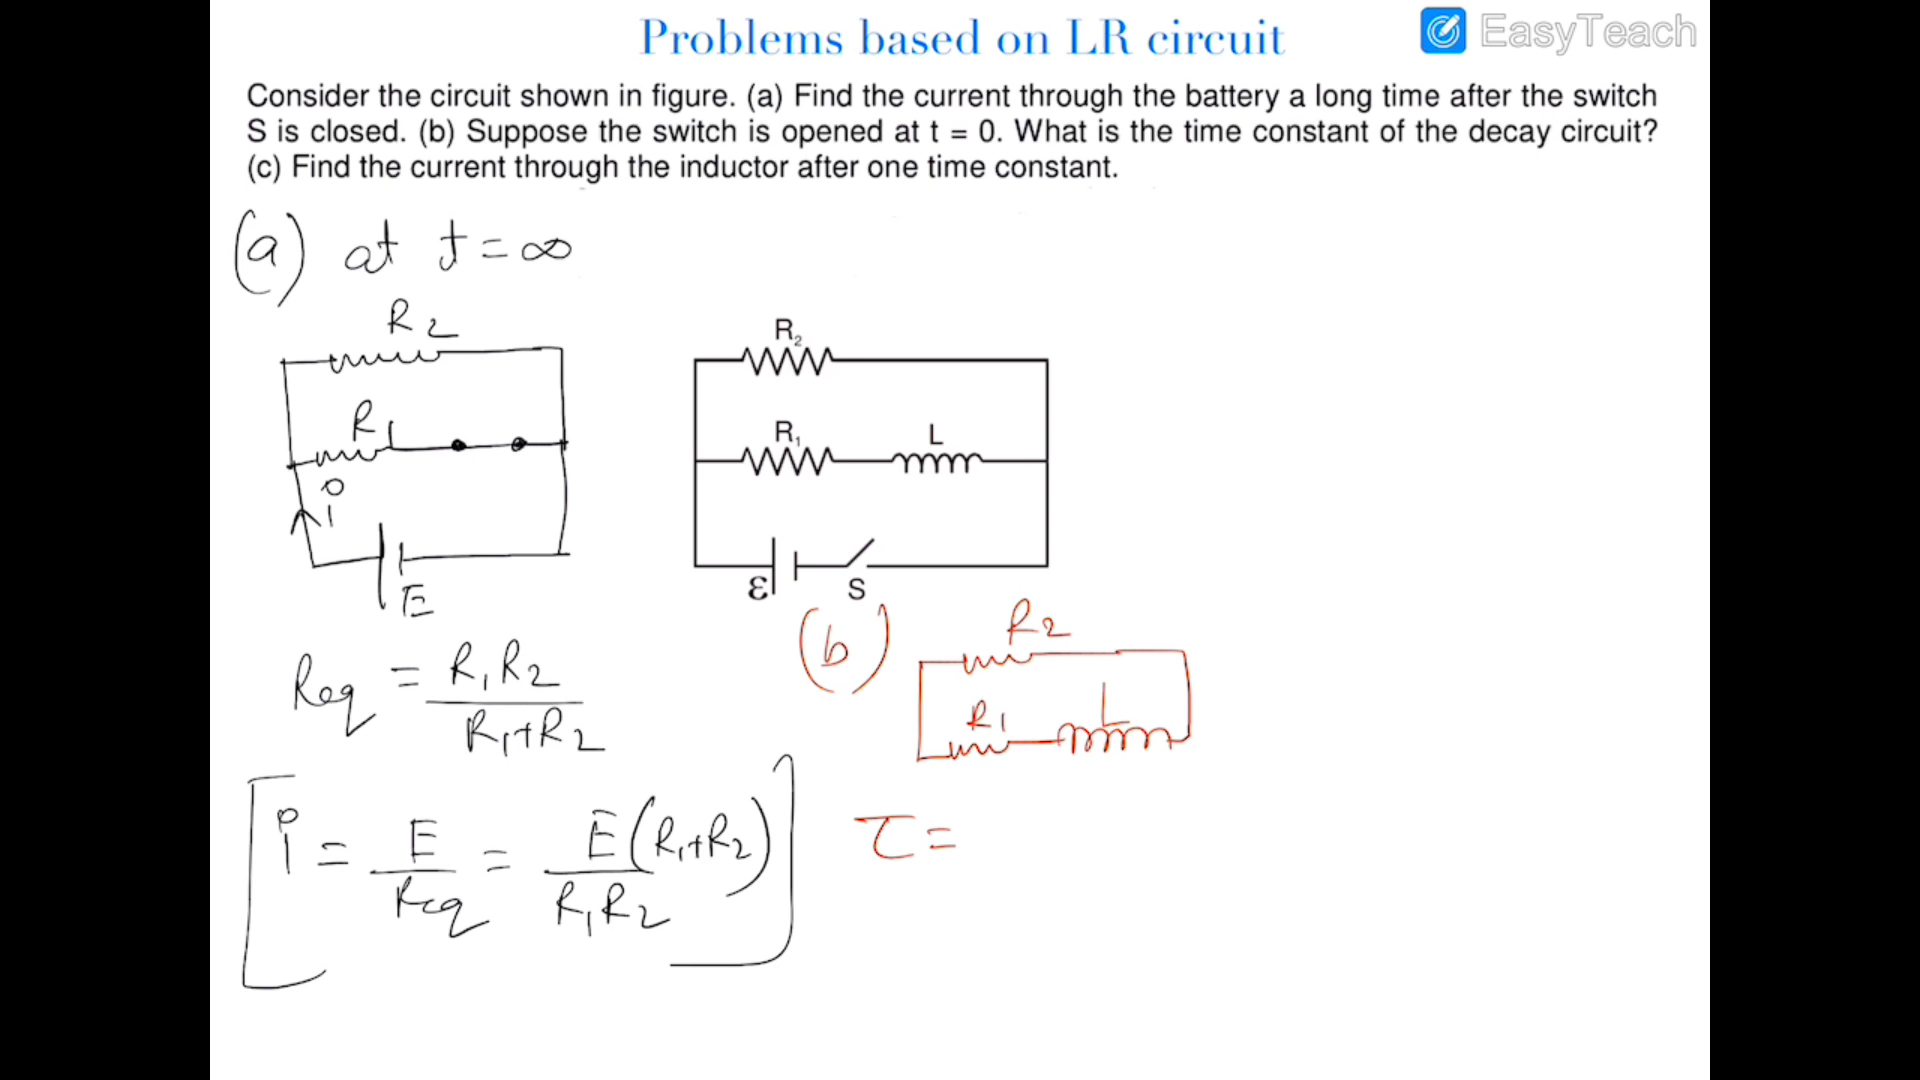 Problems based on LR circuit
EasyTeach
Consider the circuit shown in figure. (a) Find the current through the battery a long time after the switch
S is closed. (b) Suppose the switch is opened at t = 0. What is the time constant of the decay circuit?
(c) Find the current through the inductor after one time constant.
(a) at t = ∞
R2
R1
i
E
R₂
R₁ L
ε S
Req = R1R2 / R1+R2
i = E / Req = E(R1+R2) / R1R2
(b)
R2
R1 L
τ =